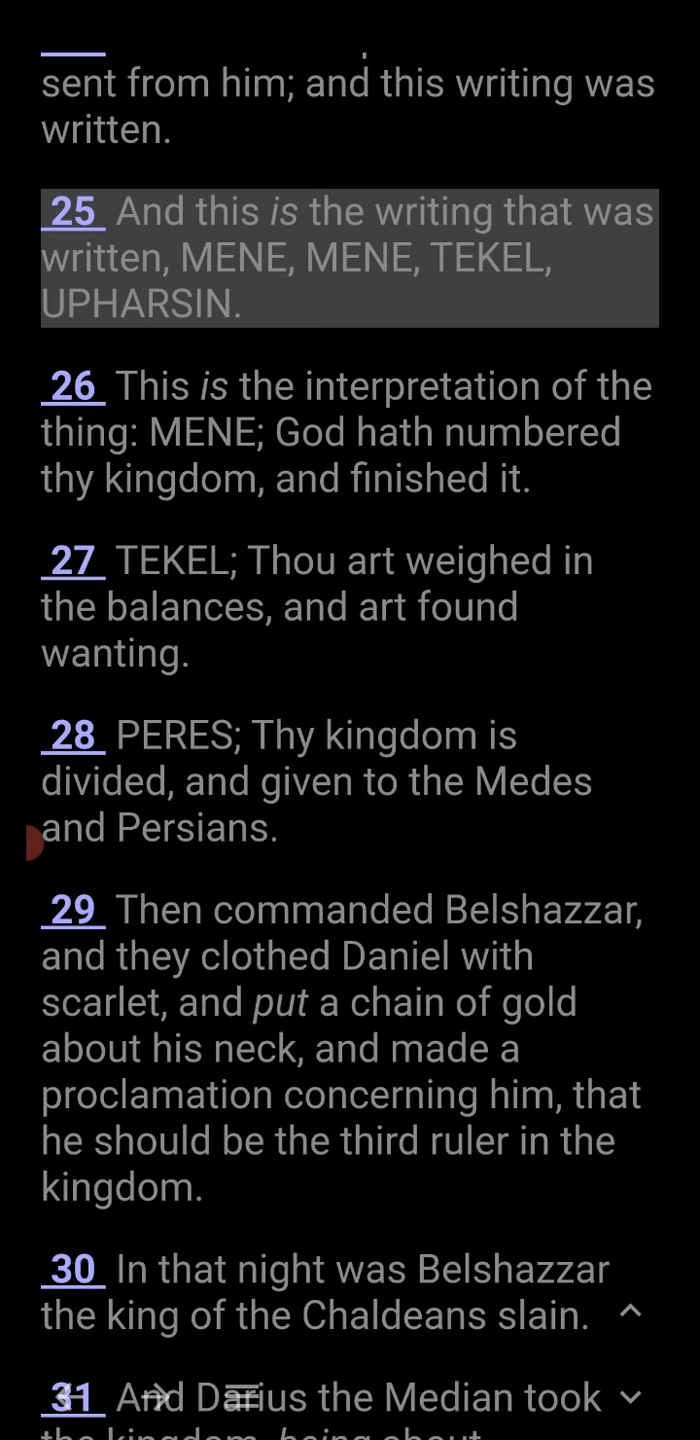 sent from him; and this writing was
written.
25 And this is the writing that was
written, MENE, MENE, TEKEL,
UPHARSIN.
26 This is the interpretation of the
thing: MENE; God hath numbered
thy kingdom, and finished it.
27 TEKEL; Thou art weighed in
the balances, and art found
wanting.
28 PERES; Thy kingdom is
divided, and given to the Medes
and Persians.
29 Then commanded Belshazzar,
and they clothed Daniel with
scarlet, and put a chain of gold
about his neck, and made a
proclamation concerning him, that
he should be the third ruler in the
kingdom.
30 In that night was Belshazzar
the king of the Chaldeans slain.
31 And Darius the Median took
the kingdom, being about